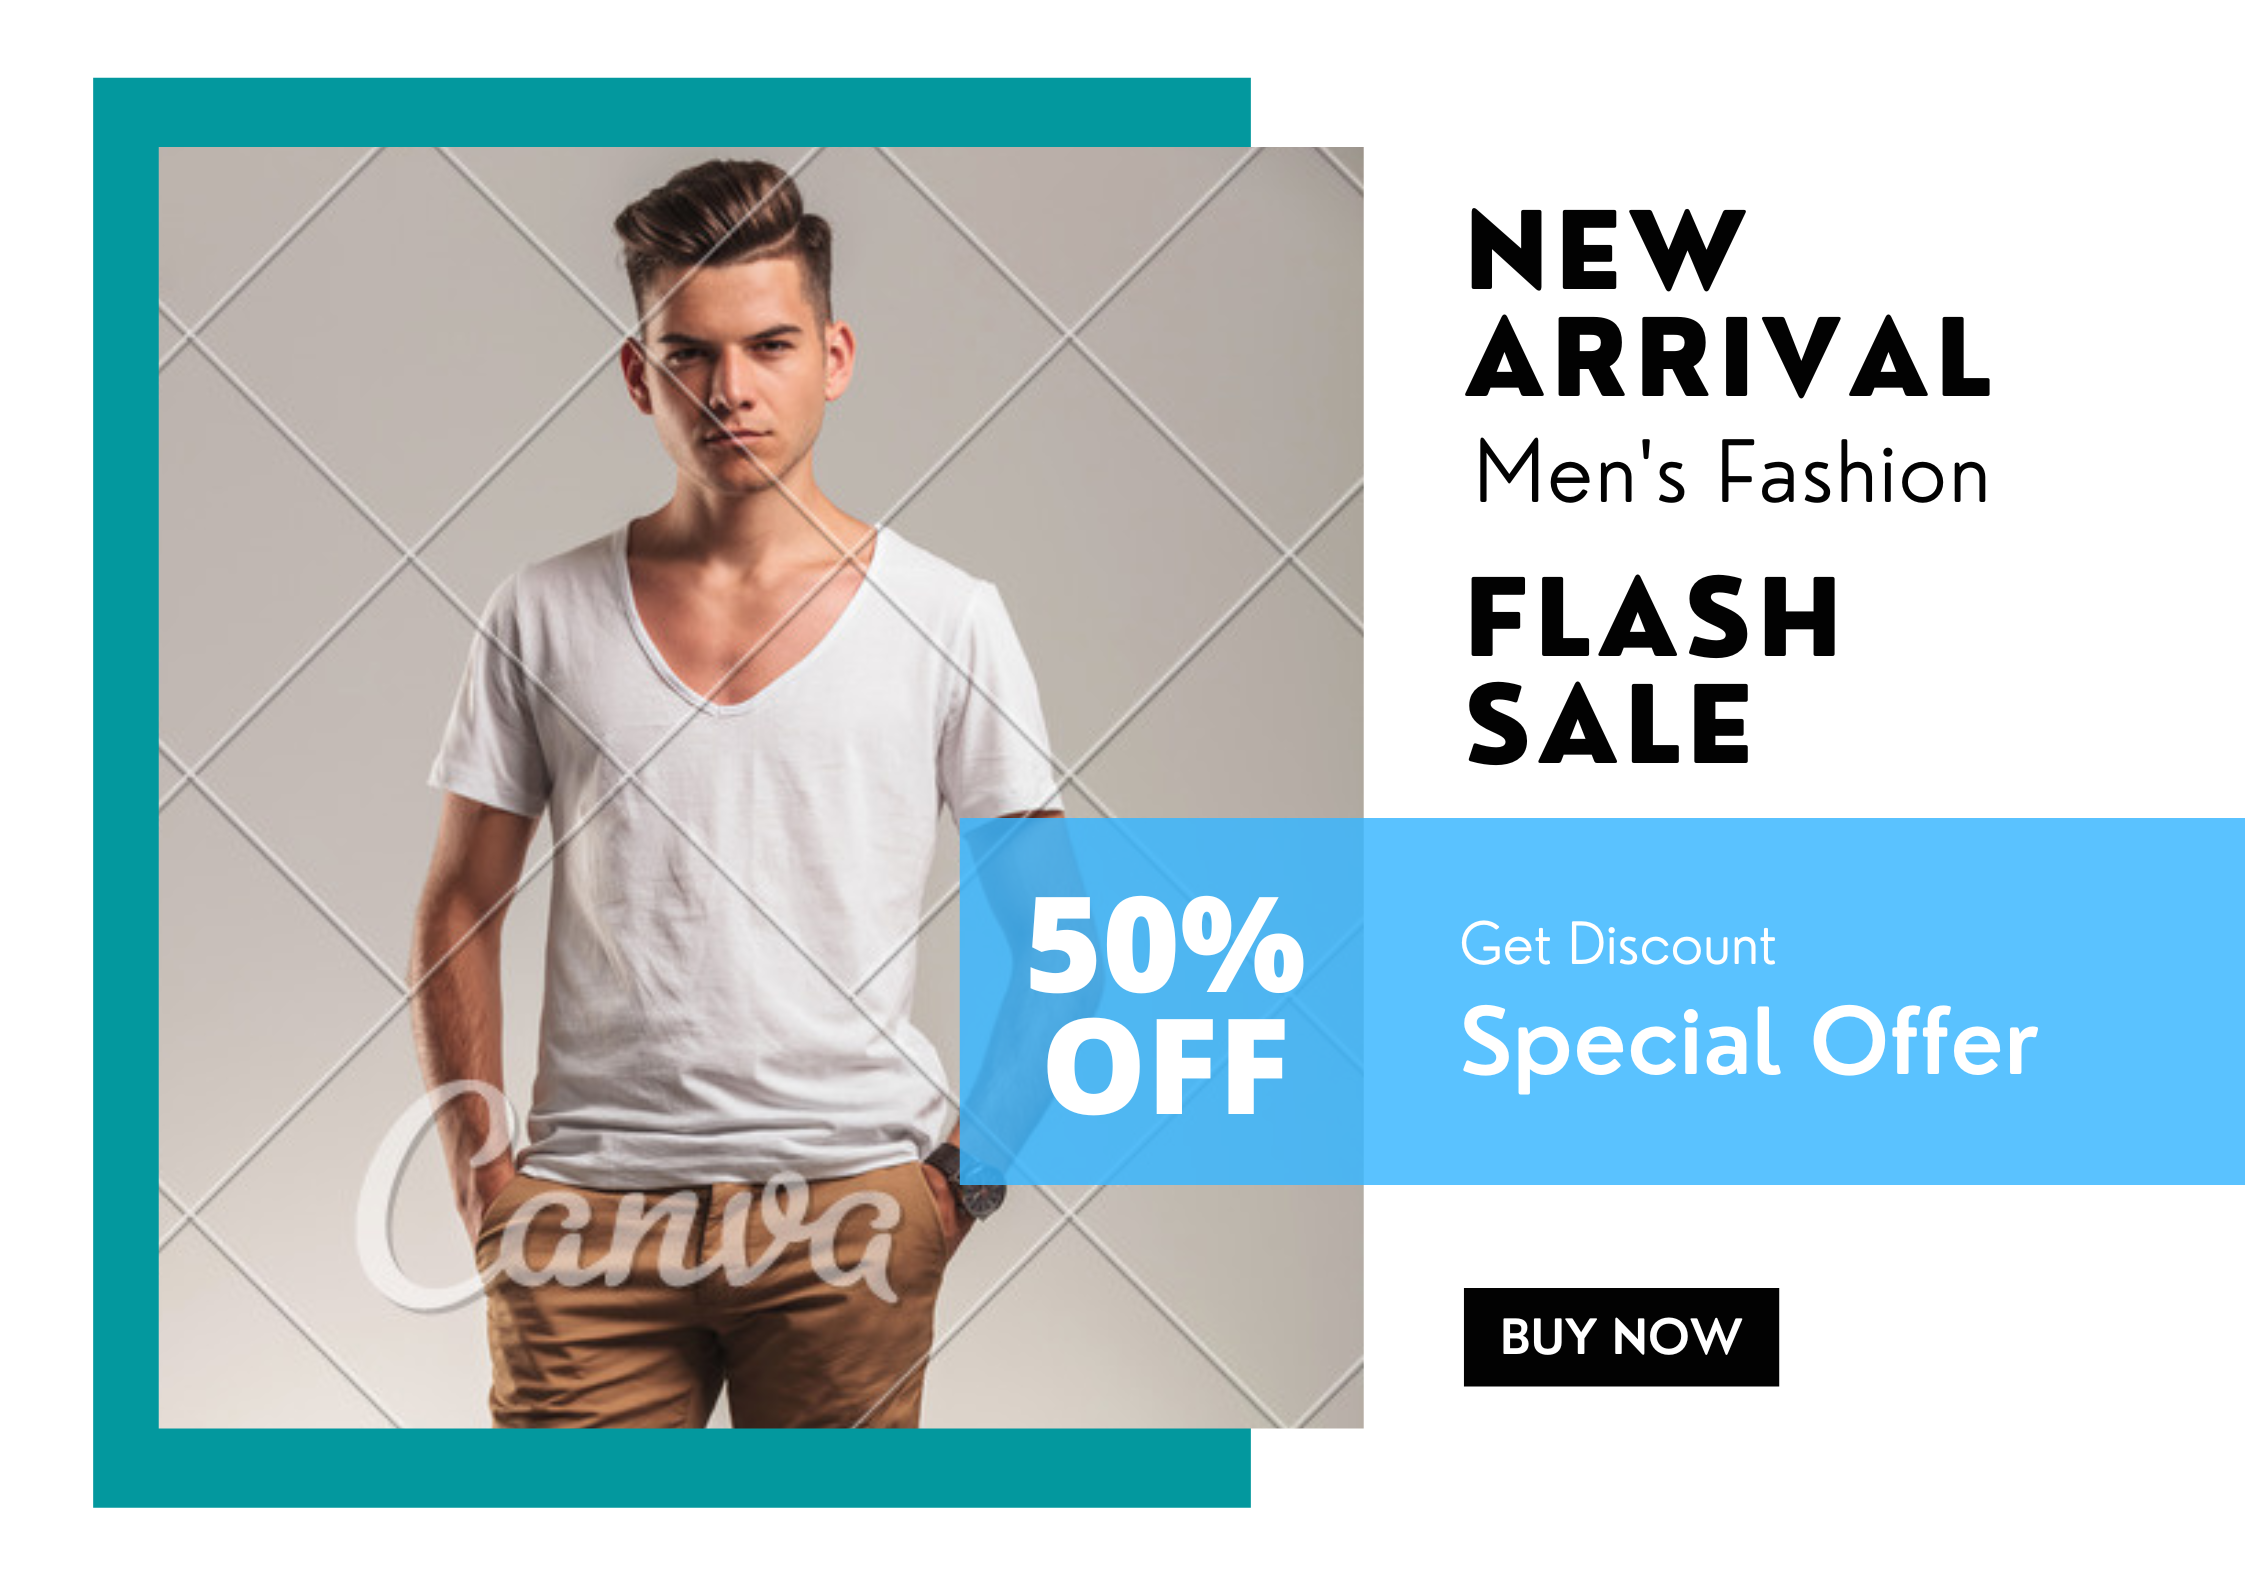 NEW
ARRIVAL
Men's Fashion
FLASH
SALE
50%
OFF
Get Discount
Special Offer
Canva
BUY NOW